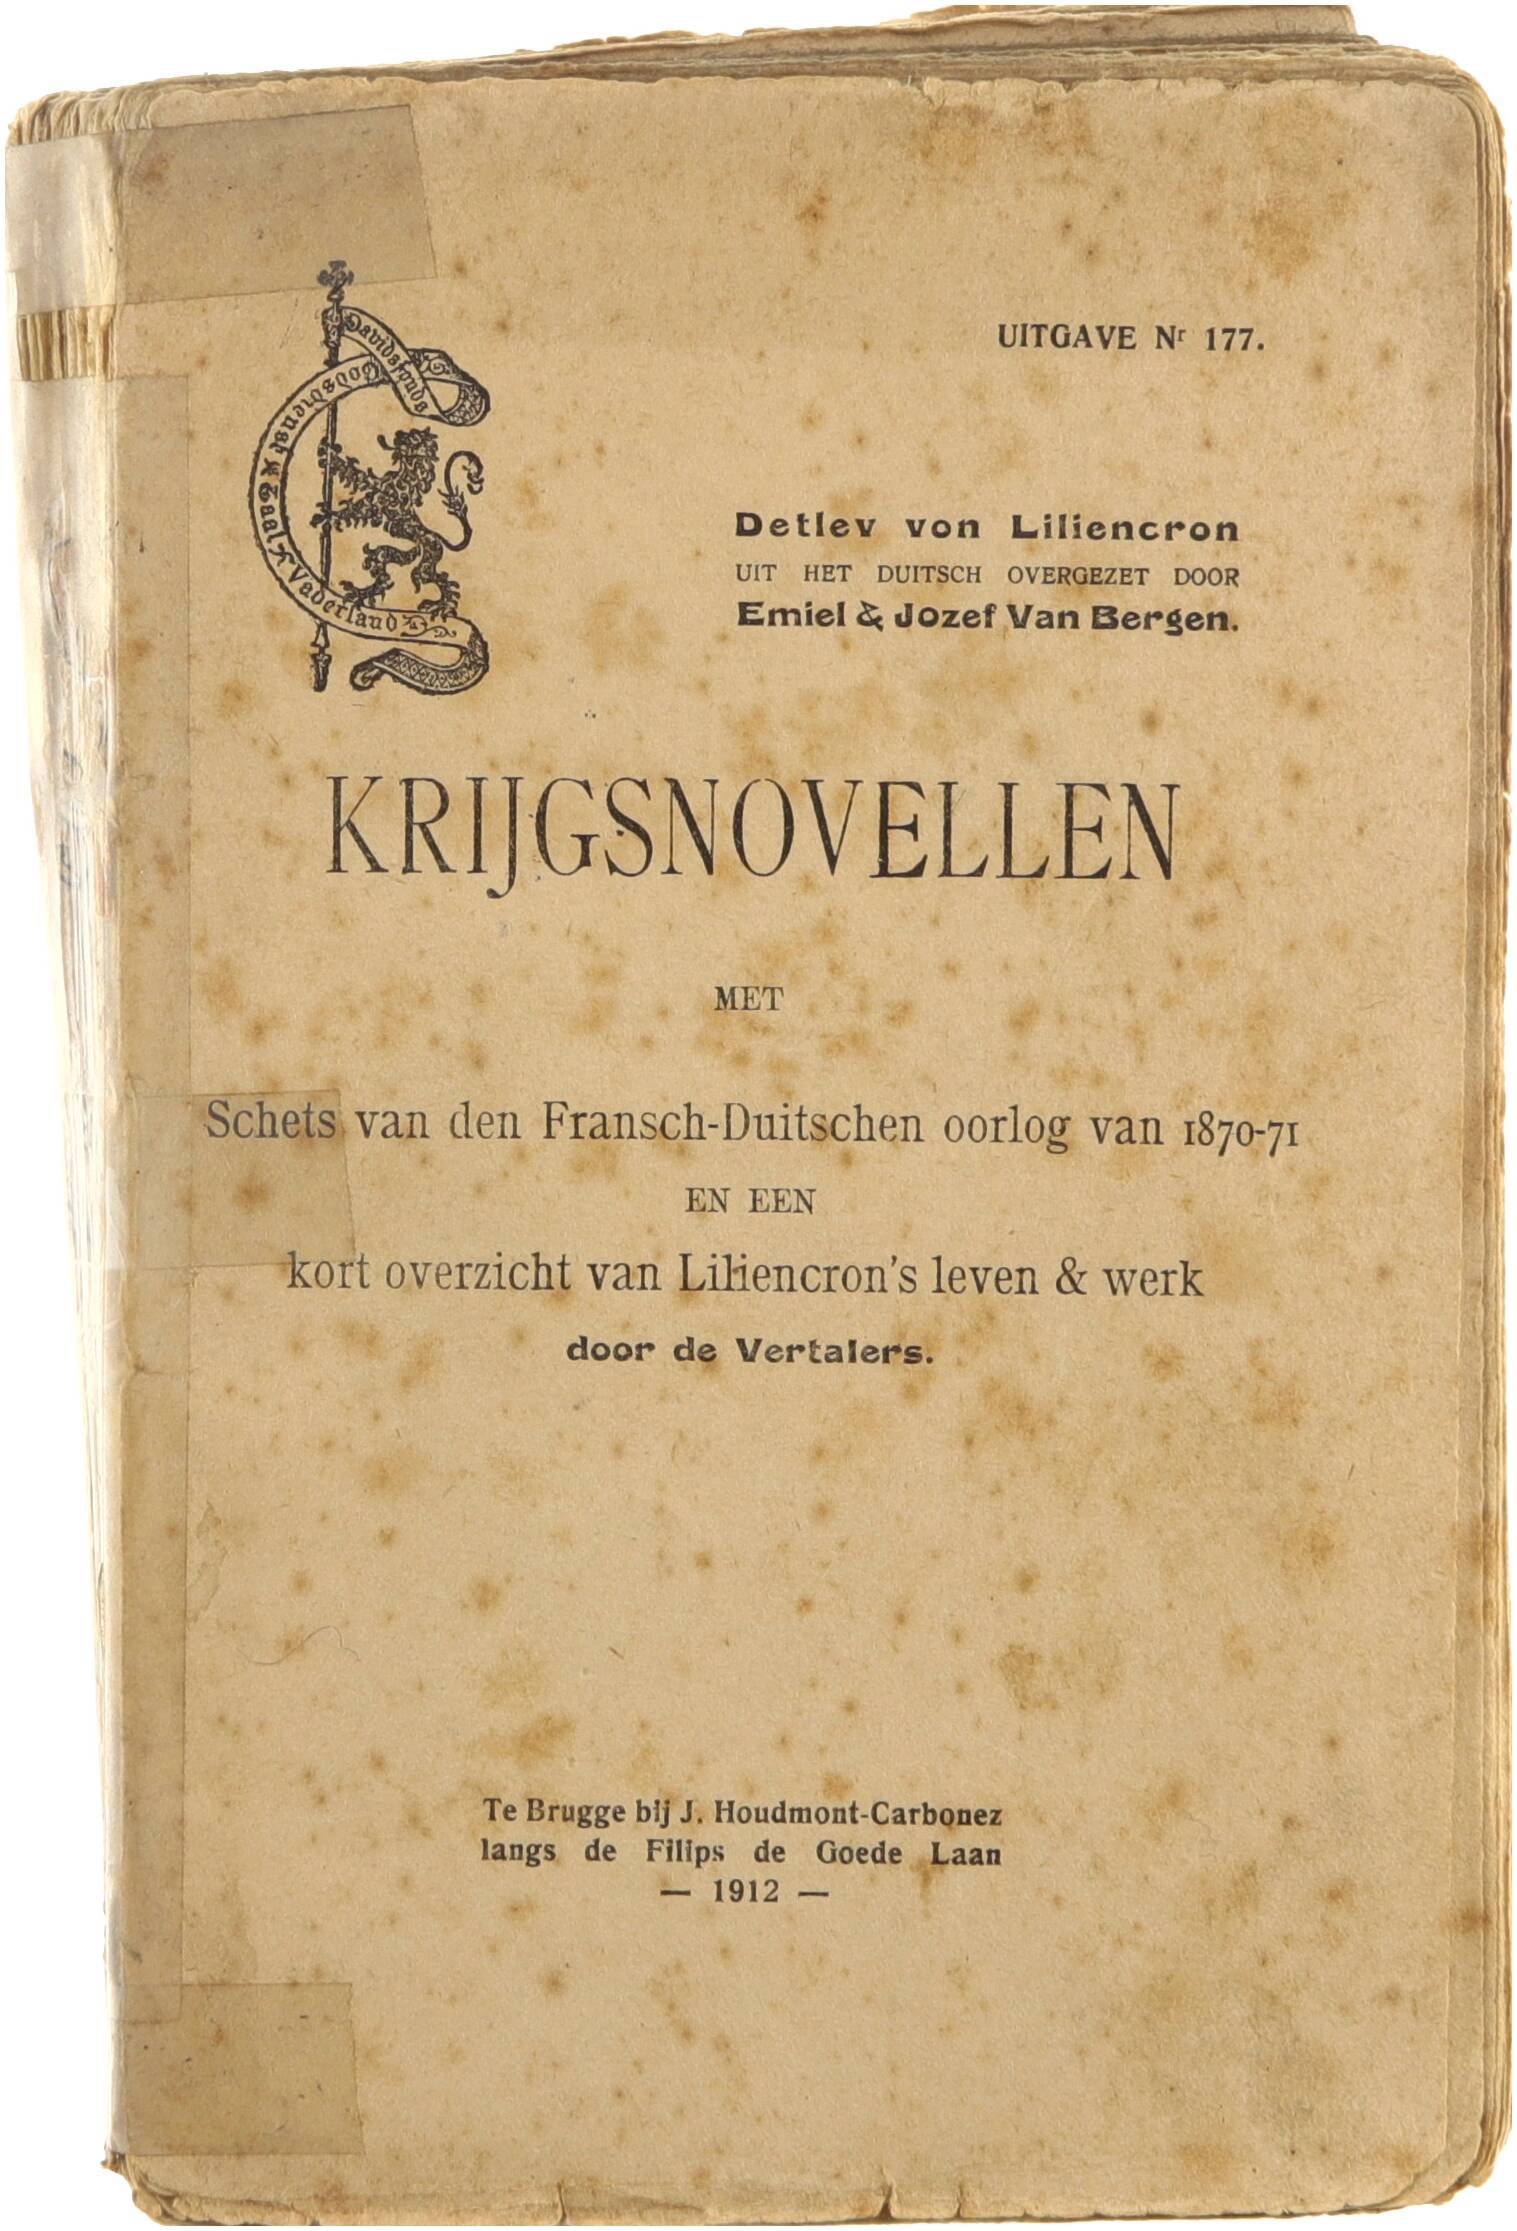 Davidsfonds
Godsdienst Taal Vaderland
UITGAVE Nr 177.
Detlev von Liliencron
UIT HET DUITSCH OVERGEZET DOOR
Emiel & Jozef Van Bergen.
KRIJGSNOVELLEN
MET
Schets van den Fransch-Duitschen oorlog van 1870-71
EN EEN
kort overzicht van Liliencron's leven & werk
door de Vertalers.
Te Brugge bij J. Houdmont-Carbonez
langs de Filips de Goede Laan
— 1912 —